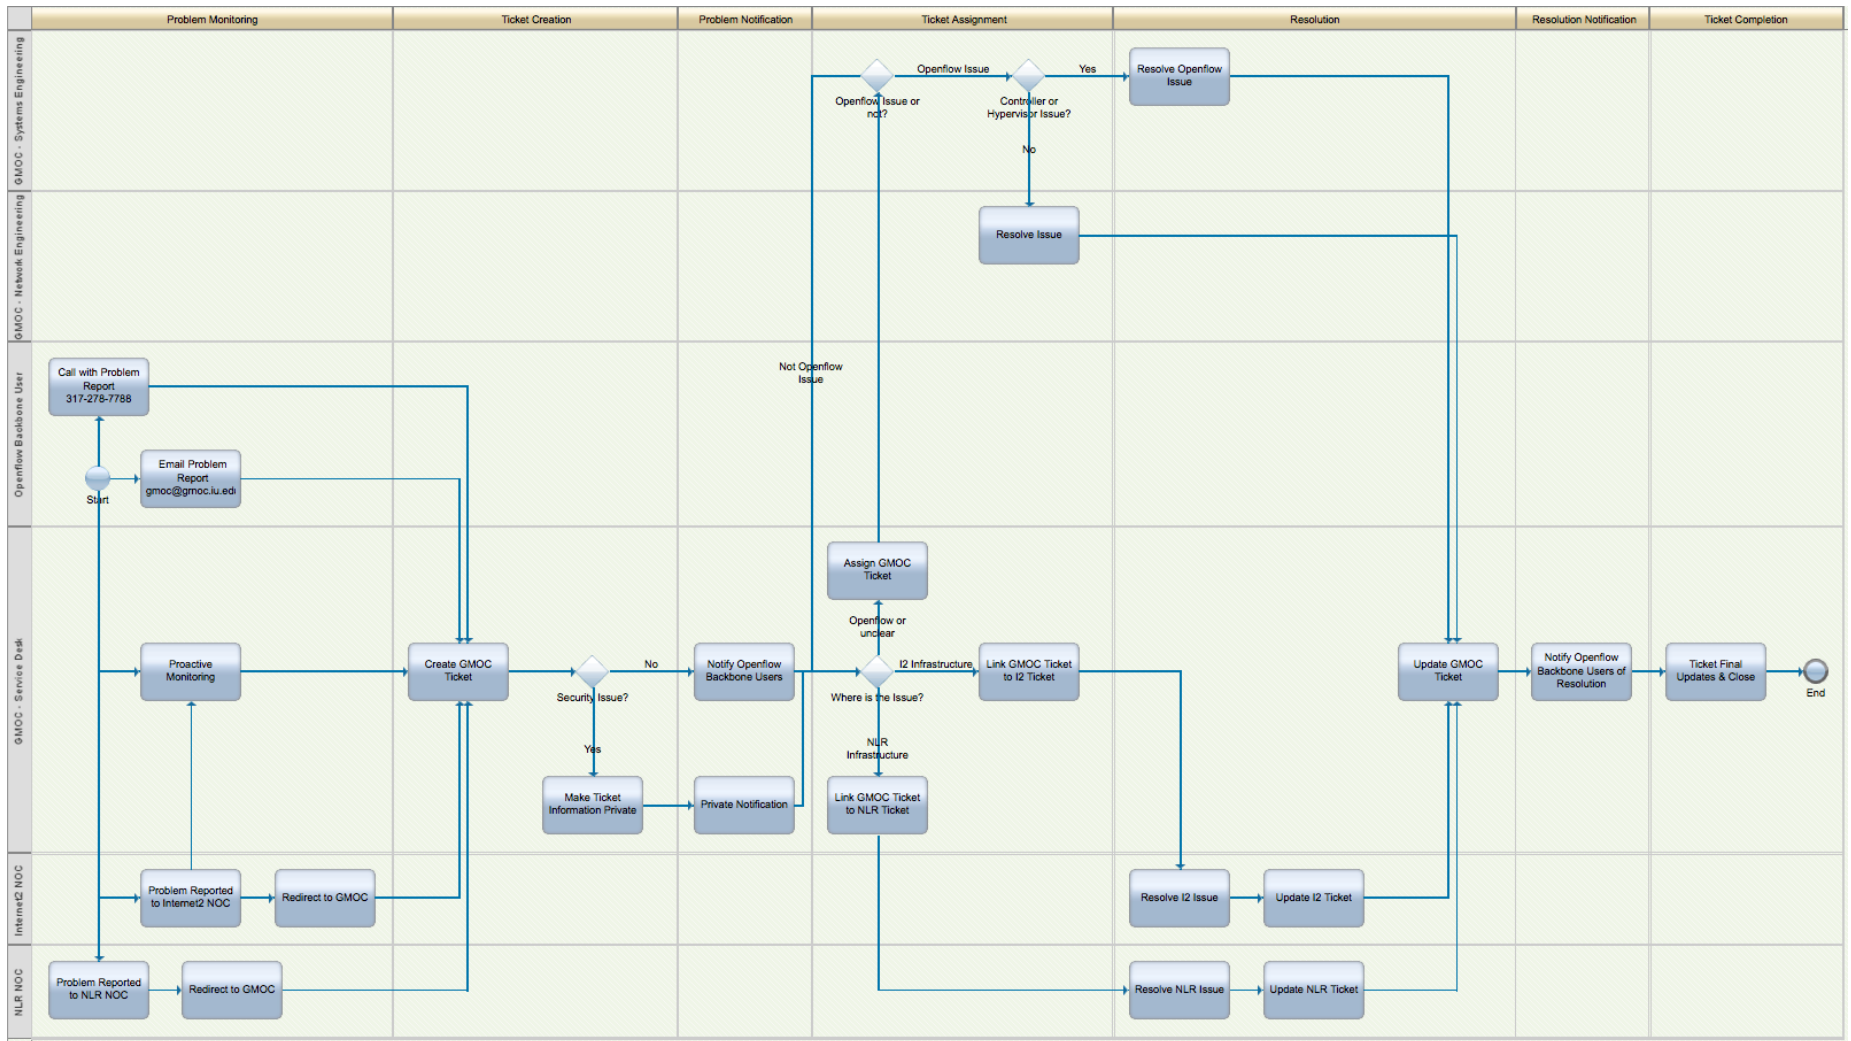 Problem Monitoring
Ticket Creation
Problem Notification
Ticket Assignment
Resolution
Resolution Notification
Ticket Completion
GMOC - Systems Engineering
Openflow Issue or
not?
Openflow Issue
Controller or
Hypervisor Issue?
Yes
No
Resolve Openflow
Issue
GMOC - Network Engineering
Resolve Issue
Openflow Backbone User
Call with Problem
Report
317-278-7788
Start
Email Problem
Report
gmoc@gmoc.iu.edu
Not Openflow
Issue
GMOC - Service Desk
Assign GMOC
Ticket
Openflow or
unclear
Proactive
Monitoring
Create GMOC
Ticket
Security Issue?
No
Yes
Notify Openflow
Backbone Users
Where is the Issue?
I2 Infrastructure
Link GMOC Ticket
to I2 Ticket
NLR
Infrastructure
Make Ticket
Information Private
Private Notification
Link GMOC Ticket
to NLR Ticket
Update GMOC
Ticket
Notify Openflow
Backbone Users of
Resolution
Ticket Final
Updates & Close
End
Internet2 NOC
Problem Reported
to Internet2 NOC
Redirect to GMOC
Resolve I2 Issue
Update I2 Ticket
NLR NOC
Problem Reported
to NLR NOC
Redirect to GMOC
Resolve NLR Issue
Update NLR Ticket